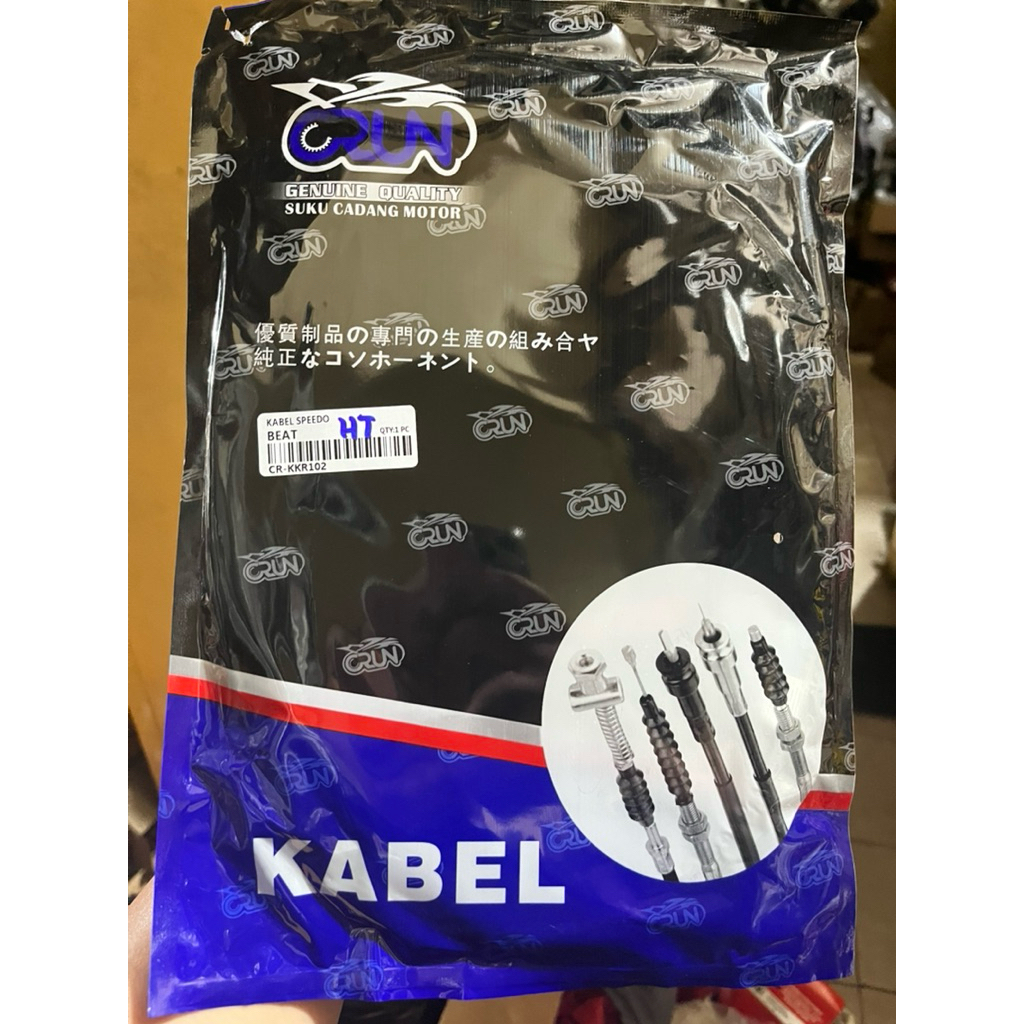 CRUN
GENUINE QUALITY
SUKU CADANG MOTOR
優質制品の專門の生産の組み合ヤ
純正なコソホーネント。
KABEL SPEEDO
BEAT HT QTY:1 PC
CR-KKR102
KABEL